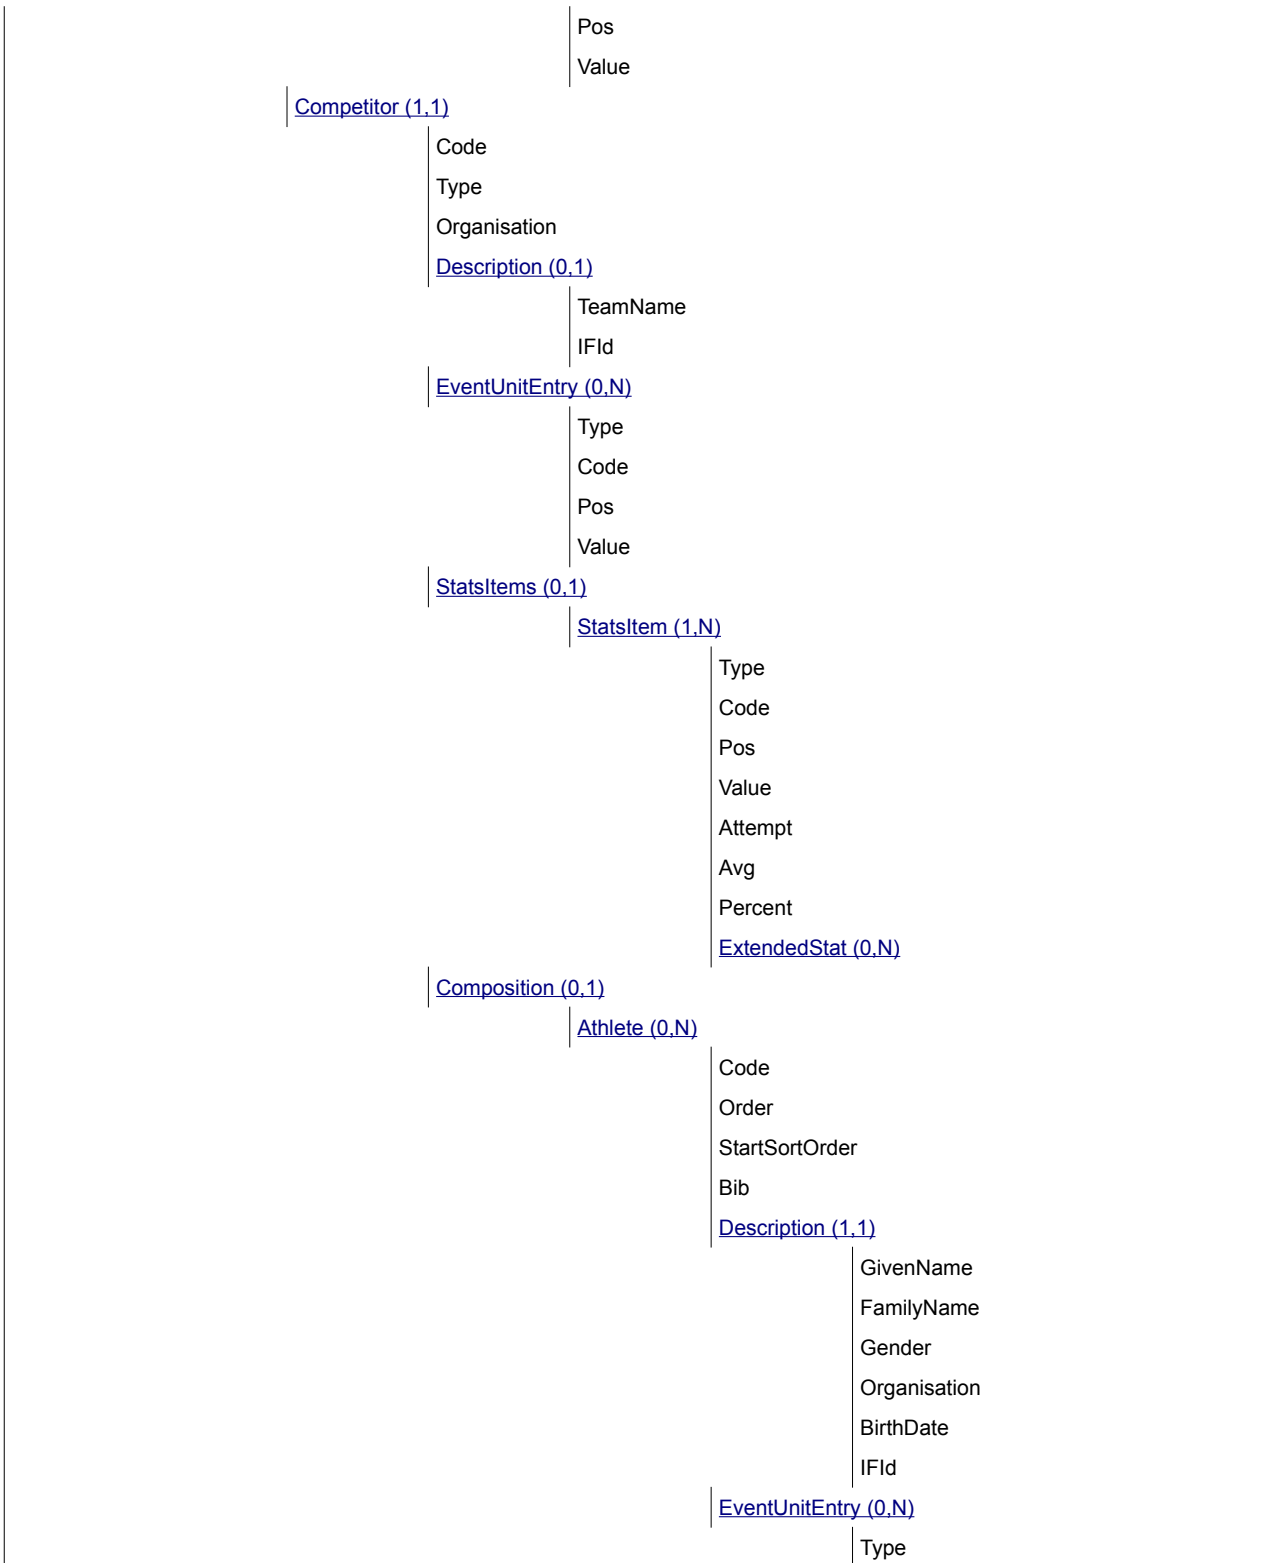 Pos
Value
Competitor (1,1)
Code
Type
Organisation
Description (0,1)
TeamName
IFId
EventUnitEntry (0,N)
Type
Code
Pos
Value
StatsItems (0,1)
StatsItem (1,N)
Type
Code
Pos
Value
Attempt
Avg
Percent
ExtendedStat (0,N)
Composition (0,1)
Athlete (0,N)
Code
Order
StartSortOrder
Bib
Description (1,1)
GivenName
FamilyName
Gender
Organisation
BirthDate
IFId
EventUnitEntry (0,N)
Type